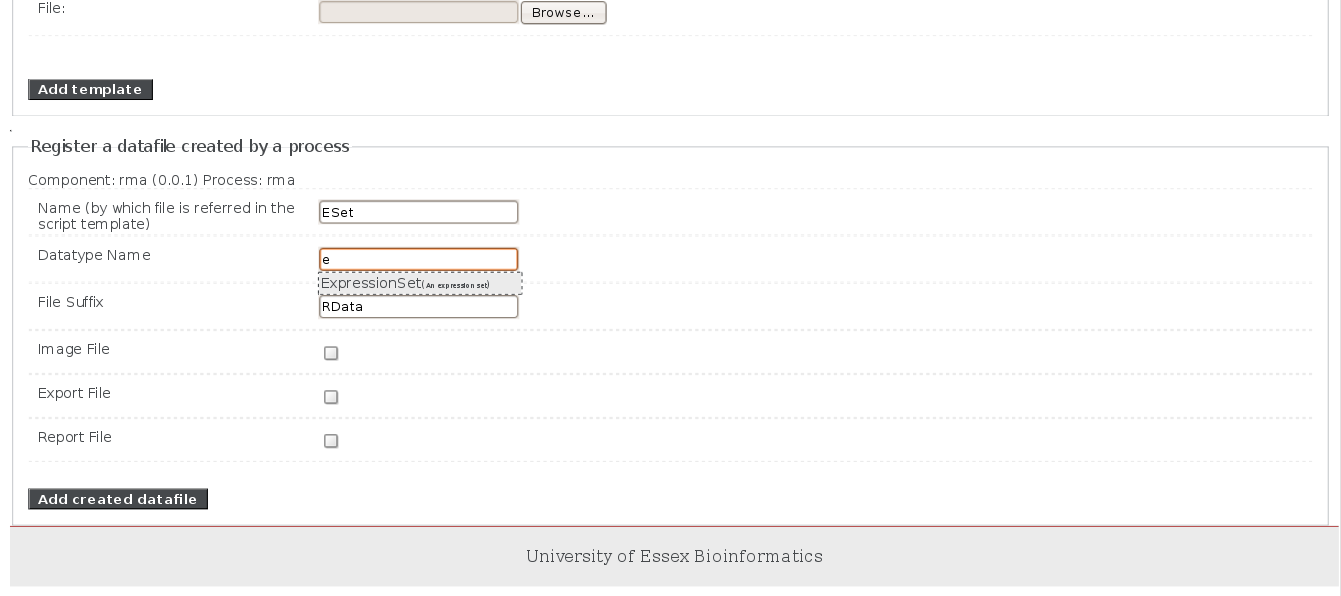 File:
Browse...
Add template
Register a datafile created by a process
Component: rma (0.0.1) Process: rma
Name (by which file is referred in the
script template)
ESet
Datatype Name
e
ExpressionSet(An expression set)
File Suffix
RData
Image File
Export File
Report File
Add created datafile
University of Essex Bioinformatics